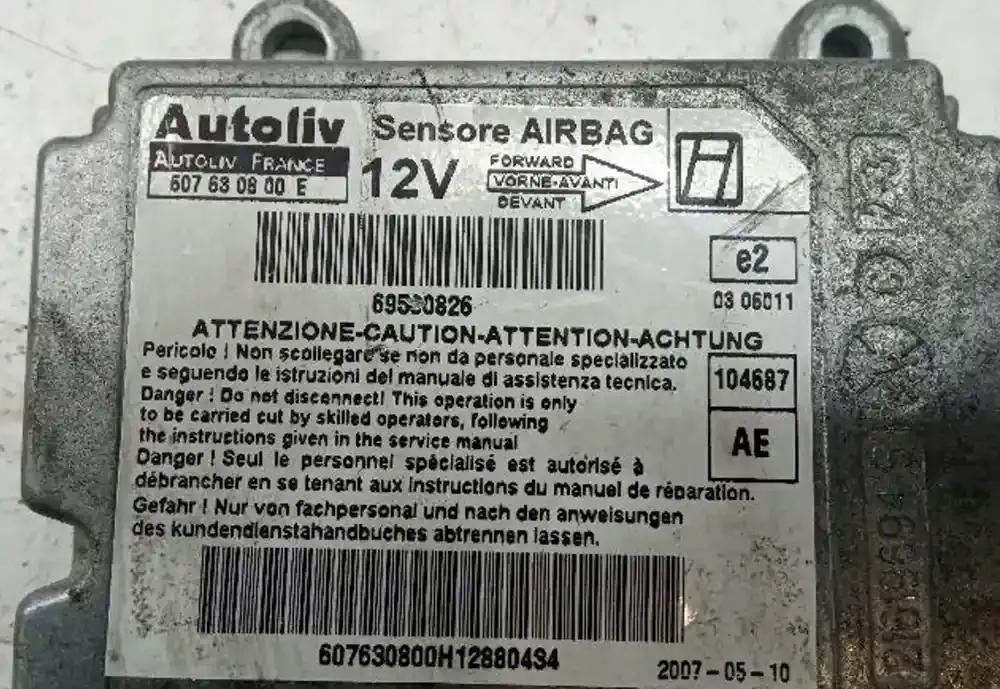 Autoliv
Sensore AIRBAG
AUTOLIV FRANCE
607 63 08 00 E
12V
FORWARD
VORNE-AVANTI
DEVANT
H
e2
03 06011
ATTENZIONE-CAUTION-ATTENTION-ACHTUNG
Pericolo ! Non scollegare se non da personale specializzato
e seguendo le istruzioni del manuale di assistenza tecnica.
Danger ! Do not disconnect! This operation is only
to be carried out by skilled operators, following
the instructions given in the service manual
Danger ! Seul le personnel spécialisé est autorisé à
débrancher en se tenant aux instructions du manuel de réparation.
Gefahr ! Nur von fachpersonal und nach den anweisungen
des kundendienstahandbuches abtrennen lassen.
104687
AE
607630800H12880434
2007-05-10